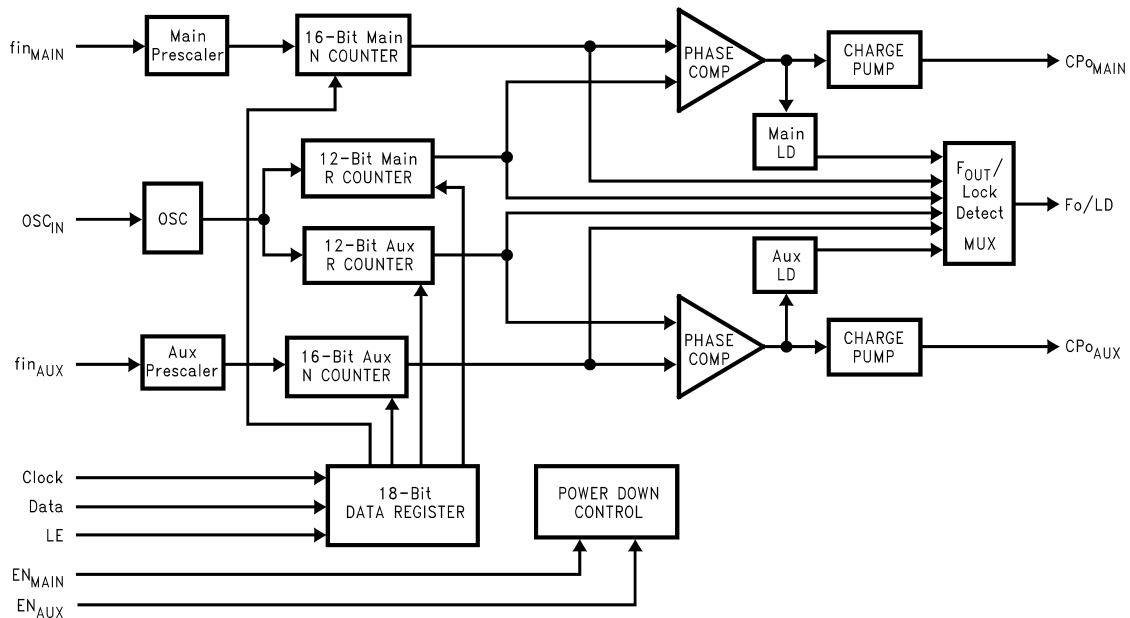 fin_MAIN
Main
Prescaler
16-Bit Main
N COUNTER
PHASE
COMP
CHARGE
PUMP
CPo_MAIN
Main
LD
12-Bit Main
R COUNTER
OSC_IN
OSC
F_OUT/
Lock
Detect
MUX
Fo/LD
12-Bit Aux
R COUNTER
Aux
LD
fin_AUX
Aux
Prescaler
16-Bit Aux
N COUNTER
PHASE
COMP
CHARGE
PUMP
CPo_AUX
Clock
Data
LE
18-Bit
DATA REGISTER
POWER DOWN
CONTROL
EN_MAIN
EN_AUX